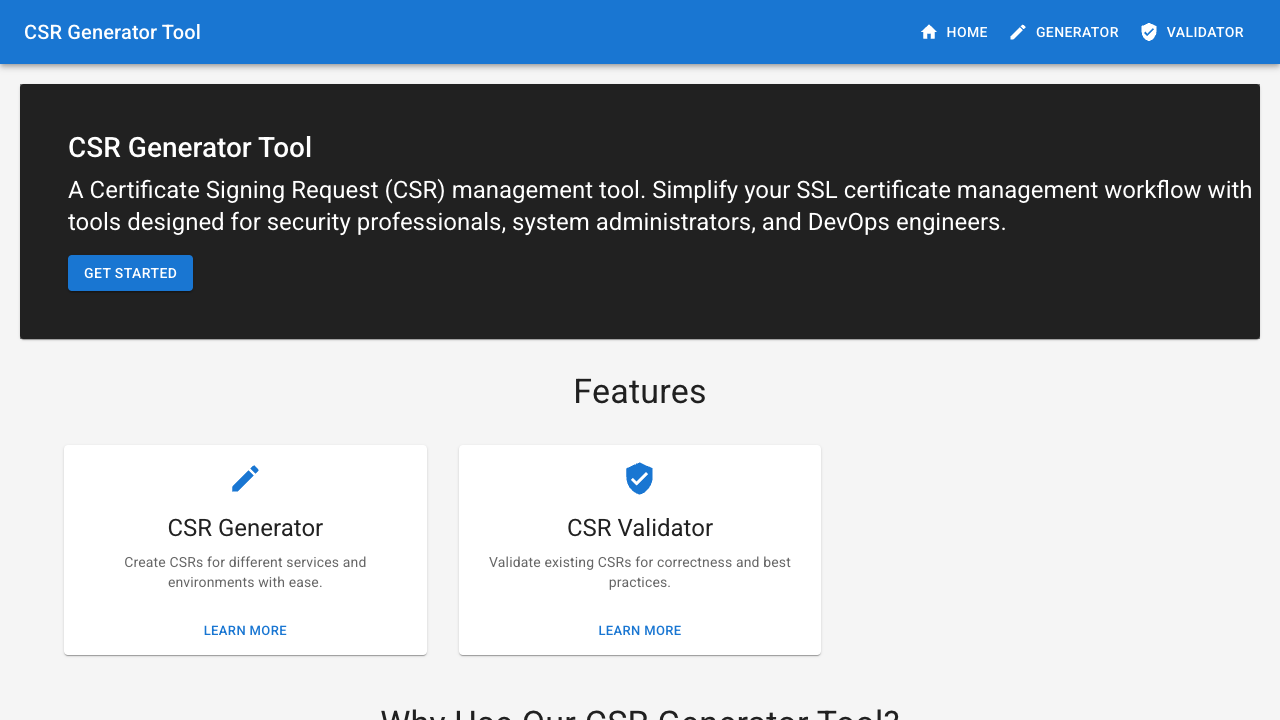 CSR Generator Tool
HOME
GENERATOR
VALIDATOR
CSR Generator Tool
A Certificate Signing Request (CSR) management tool. Simplify your SSL certificate management workflow with
tools designed for security professionals, system administrators, and DevOps engineers.
GET STARTED
Features
CSR Generator
Create CSRs for different services and
environments with ease.
LEARN MORE
CSR Validator
Validate existing CSRs for correctness and best
practices.
LEARN MORE
Why Use Our CSR Generator Tool?